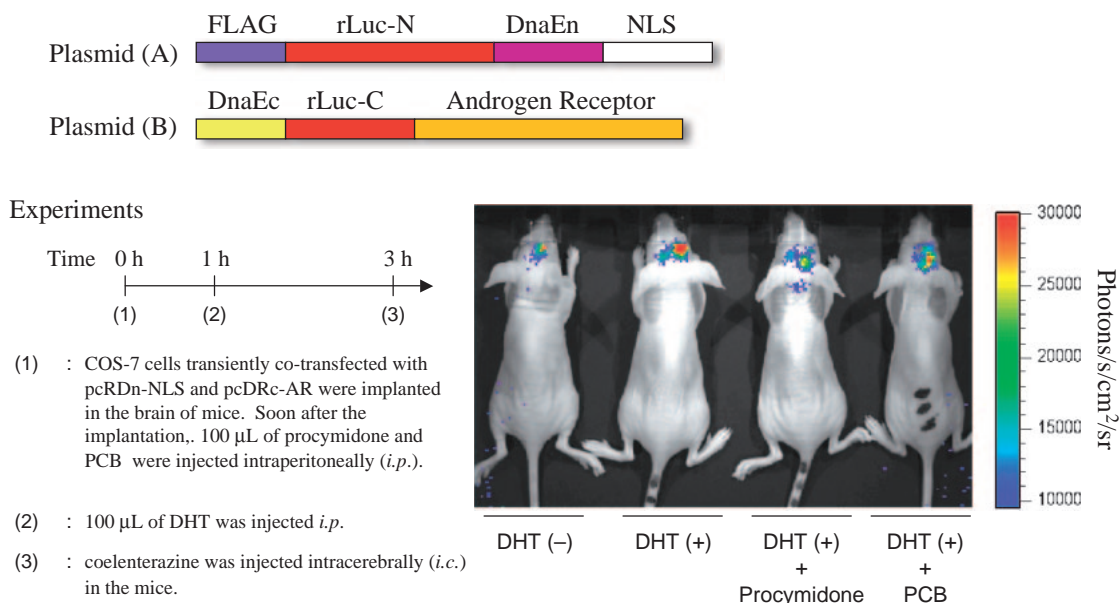 FLAG rLuc-N DnaEn NLS
Plasmid (A)
DnaEc rLuc-C Androgen Receptor
Plasmid (B)
Experiments
Time 0 h 1 h 3 h
(1) (2) (3)
(1) : COS-7 cells transiently co-transfected with
pcRDn-NLS and pcDRc-AR were implanted
in the brain of mice. Soon after the
implantation,. 100 μL of procymidone and
PCB were injected intraperitoneally (i.p.).
(2) : 100 μL of DHT was injected i.p.
(3) : coelenterazine was injected intracerebrally (i.c.)
in the mice.
DHT (–) DHT (+) DHT (+) DHT (+)
+ +
Procymidone PCB
30000
25000
20000
15000
10000
Photons/s/cm²/sr